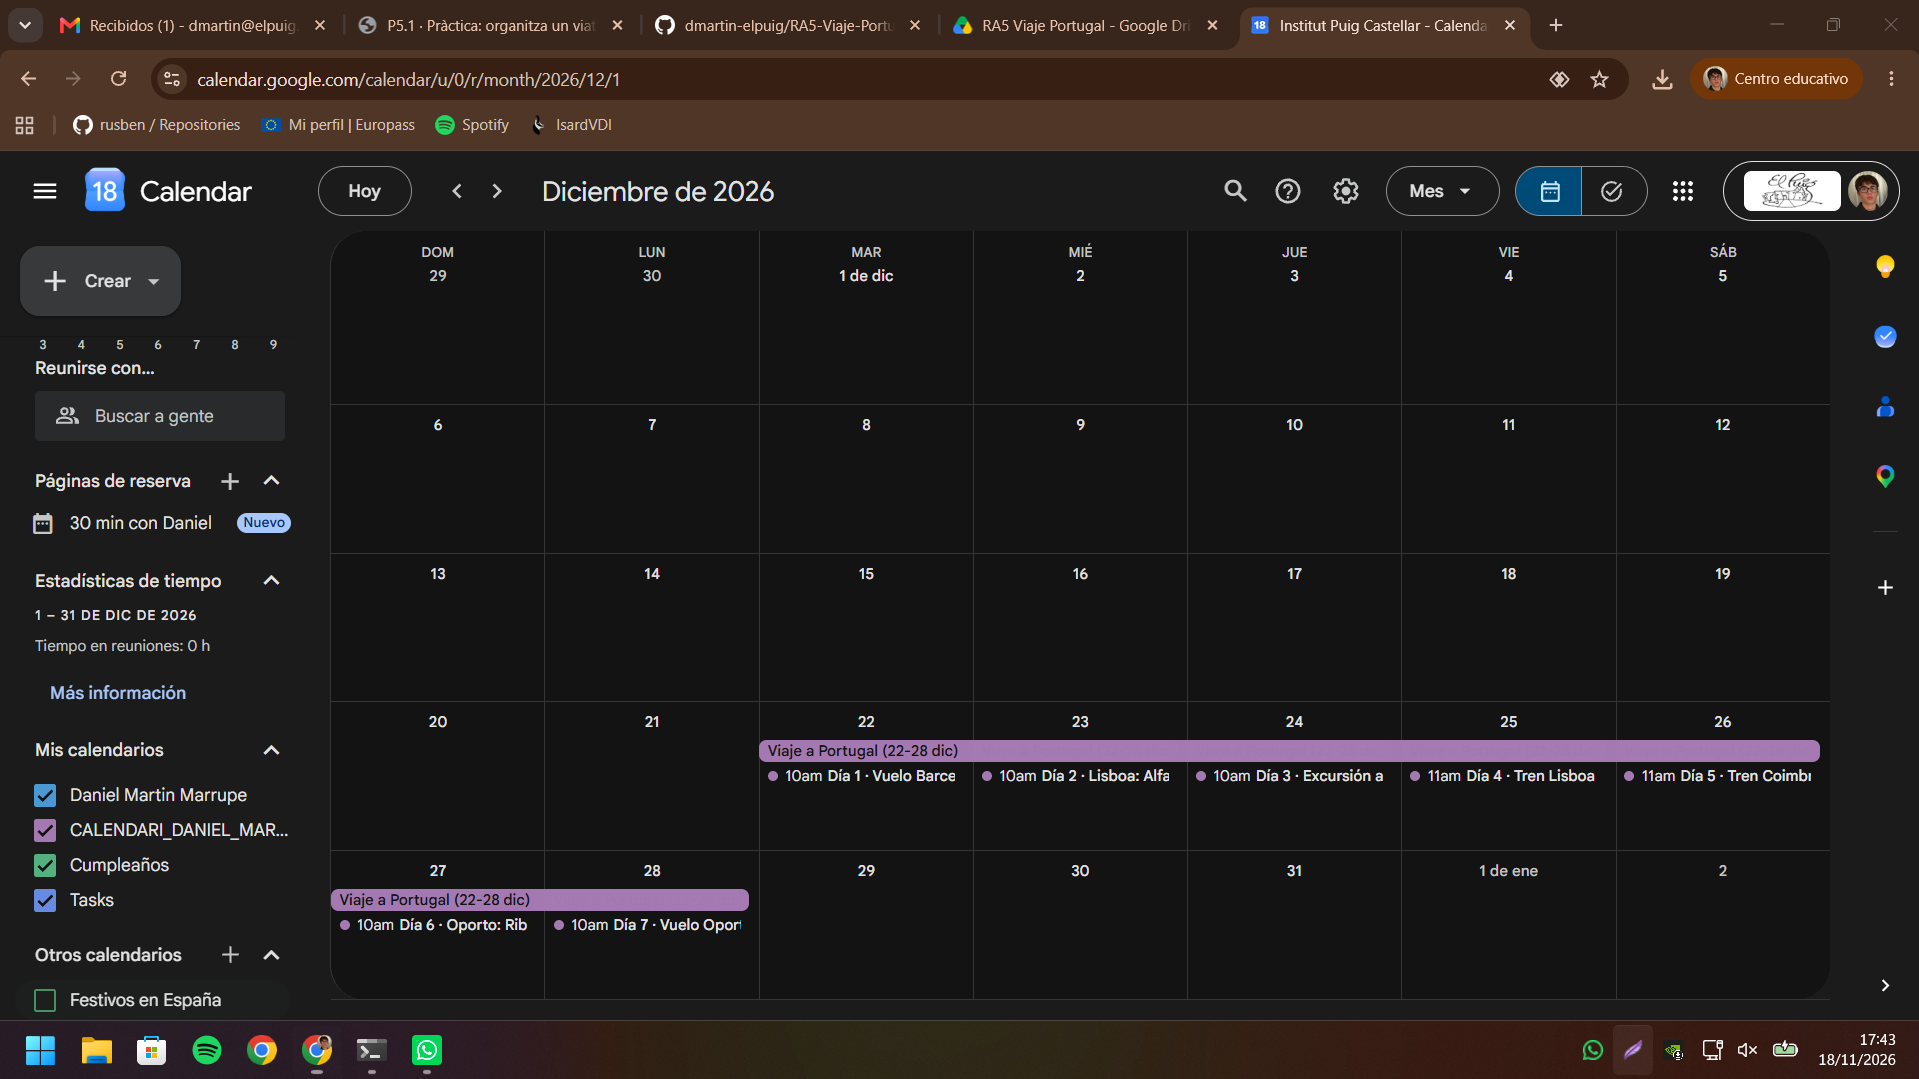 Recibidos (1) - dmartin@elpuig
P5.1 · Pràctica: organitza un viat
dmartin-elpuig/RA5-Viaje-Portu
RA5 Viaje Portugal - Google Dri
18 Institut Puig Castellar - Calenda
calendar.google.com/calendar/u/0/r/month/2026/12/1
Centro educativo
rusben / Repositories
Mi perfil | Europass
Spotify
IsardVDI
18 Calendar
Hoy
Diciembre de 2026
Mes
El Puig
Crear
3 4 5 6 7 8 9
Reunirse con...
Buscar a gente
Páginas de reserva
30 min con Daniel Nuevo
Estadísticas de tiempo
1 – 31 DE DIC DE 2026
Tiempo en reuniones: 0 h
Más información
Mis calendarios
Daniel Martin Marrupe
CALENDARI_DANIEL_MAR...
Cumpleaños
Tasks
Otros calendarios
Festivos en España
DOM LUN MAR MIÉ JUE VIE SÁB
29 30 1 de dic 2 3 4 5
6 7 8 9 10 11 12
13 14 15 16 17 18 19
20 21 22 23 24 25 26
Viaje a Portugal (22-28 dic)
10am Día 1 · Vuelo Barce
10am Día 2 · Lisboa: Alfa
10am Día 3 · Excursión a
11am Día 4 · Tren Lisboa
11am Día 5 · Tren Coimbr
27 28 29 30 31 1 de ene 2
Viaje a Portugal (22-28 dic)
10am Día 6 · Oporto: Rib
10am Día 7 · Vuelo Oport
17:43
18/11/2026